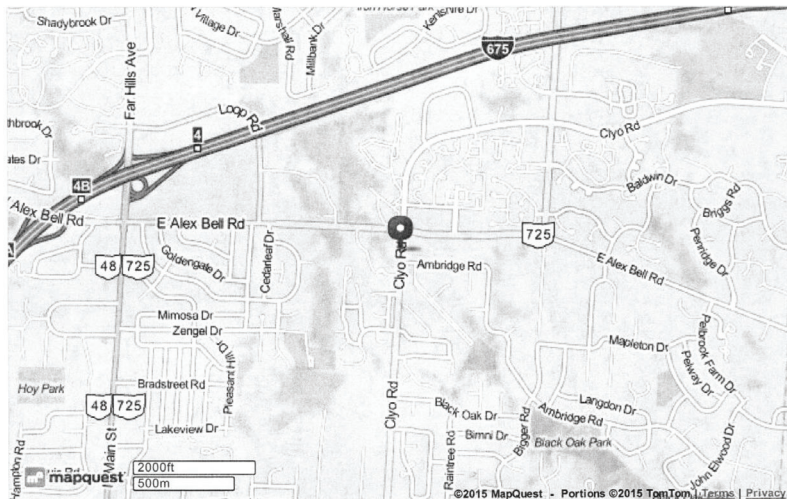 Shadybrook Dr
Village Dr
Marshall Rd
Millbank Dr
Kentshire Dr
675
Far Hills Ave
Loop Rd
4
Clyo Rd
4B
Baldwin Dr
Briggs Rd
Alex Bell Rd
E Alex Bell Rd
725
Penridge Dr
48
725
Goldengate Dr
Cedarleaf Dr
Clyo Rd
Ambridge Rd
E Alex Bell Rd
Mimosa Dr
Zengel Dr
Pleasant Hill Dr
Mapleton Dr
Pelbrook Farm Dr
Pelway Dr
Hoy Park
Bradstreet Rd
48
725
Clyo Rd
Black Oak Dr
Langdon Dr
Ambridge Rd
Lakeview Dr
Bimni Dr
Bigger Rd
Black Oak Park
Raintree Rd
John Elwood Dr
Main St
2000ft
500m
mapquest
©2015 MapQuest - Portions ©2015 TomTom | Terms | Privacy